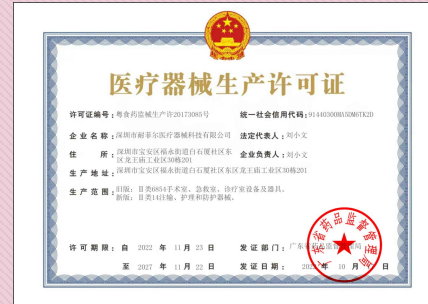 医疗器械生产许可证
许可证编号：粤食药监械生产许20173085号 统一社会信用代码：91440300MA5DM6TK2D
企业名称：深圳市耐菲尔医疗器械科技有限公司 法定代表人：刘小文
住所：深圳市宝安区福永街道白石厦社区东 企业负责人：刘小文
区龙王庙工业区30栋201
生产地址：深圳市宝安区福永街道白石厦社区东区龙王庙工业区30栋201
生产范围：旧版：Ⅱ类6854手术室、急救室、诊疗室设备及器具。
新版：Ⅱ类14注输、护理和防护器械。
许可期限：自 2022 年 11 月 23 日 发证部门：广东省药品监督管理局
至 2027 年 11 月 22 日 发证日期： 年 10 月 日